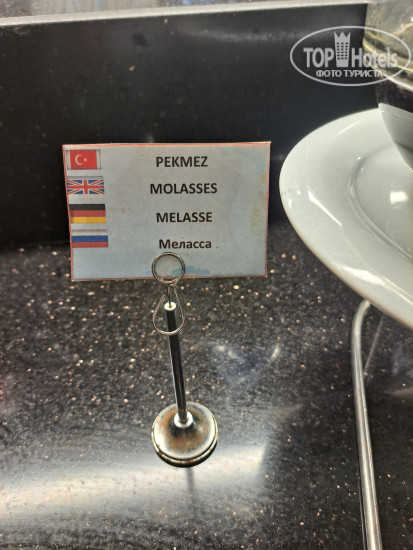 TOP Hotels
ФОТО ТУРИСТА
PEKMEZ
MOLASSES
MELASSE
Меласса